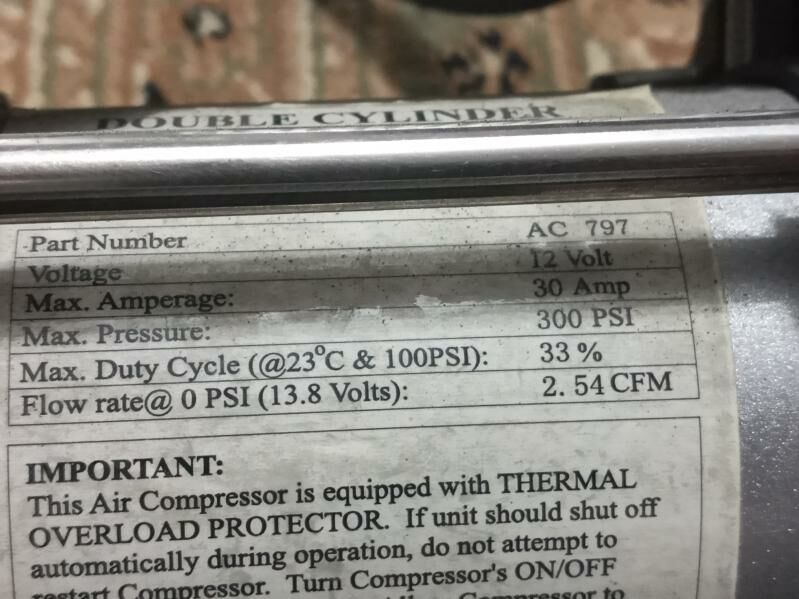 DOUBLE CYLINDER
Part Number AC 797
Voltage 12 Volt
Max. Amperage: 30 Amp
Max. Pressure: 300 PSI
Max. Duty Cycle (@23°C & 100PSI): 33 %
Flow rate@ 0 PSI (13.8 Volts): 2. 54 CFM
IMPORTANT:
This Air Compressor is equipped with THERMAL
OVERLOAD PROTECTOR. If unit should shut off
automatically during operation, do not attempt to
restart Compressor. Turn Compressor's ON/OFF
Compressor to